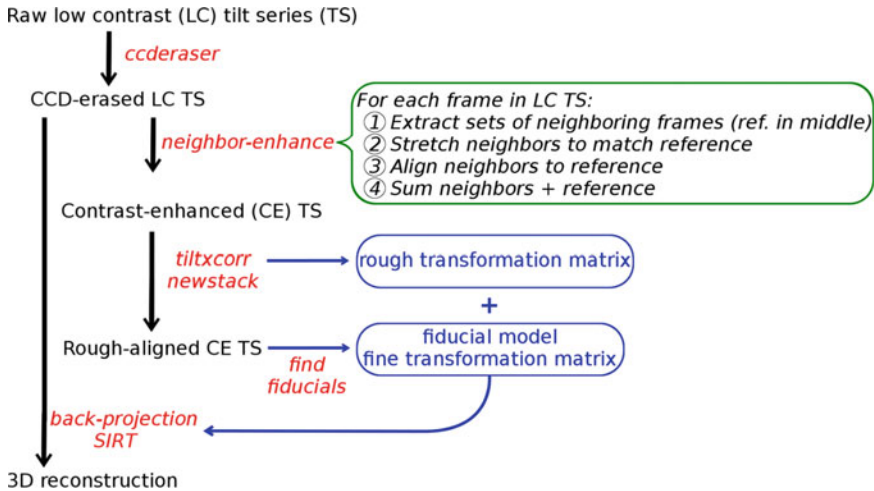 Raw low contrast (LC) tilt series (TS)
ccderaser
CCD-erased LC TS
neighbor-enhance
For each frame in LC TS:
① Extract sets of neighboring frames (ref. in middle)
② Stretch neighbors to match reference
③ Align neighbors to reference
④ Sum neighbors + reference
Contrast-enhanced (CE) TS
tiltxcorr
newstack
rough transformation matrix
+
Rough-aligned CE TS
find
fiducials
fiducial model
fine transformation matrix
back-projection
SIRT
3D reconstruction